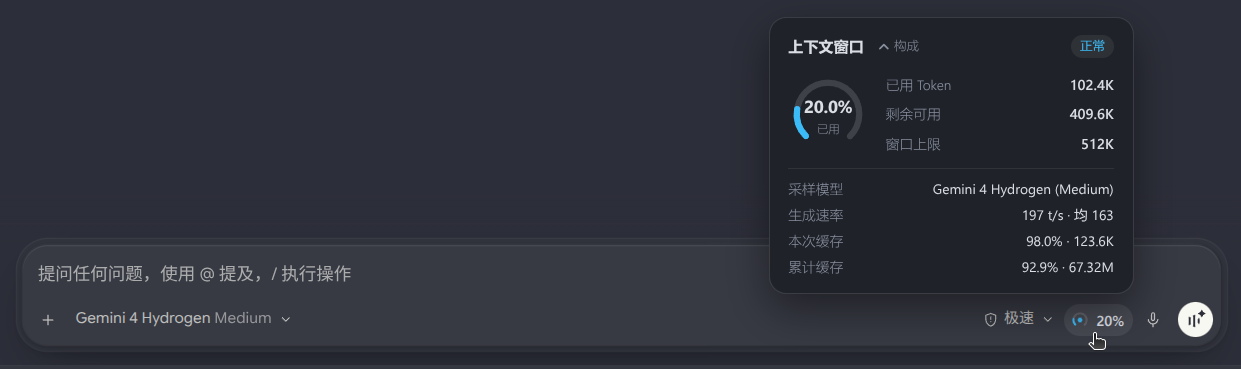 上下文窗口 构成 正常
20.0%
已用
已用 Token 102.4K
剩余可用 409.6K
窗口上限 512K
采样模型 Gemini 4 Hydrogen (Medium)
生成速率 197 t/s · 均 163
本次缓存 98.0% · 123.6K
累计缓存 92.9% · 67.32M
提问任何问题，使用 @ 提及，/ 执行操作
Gemini 4 Hydrogen Medium 极速 20%